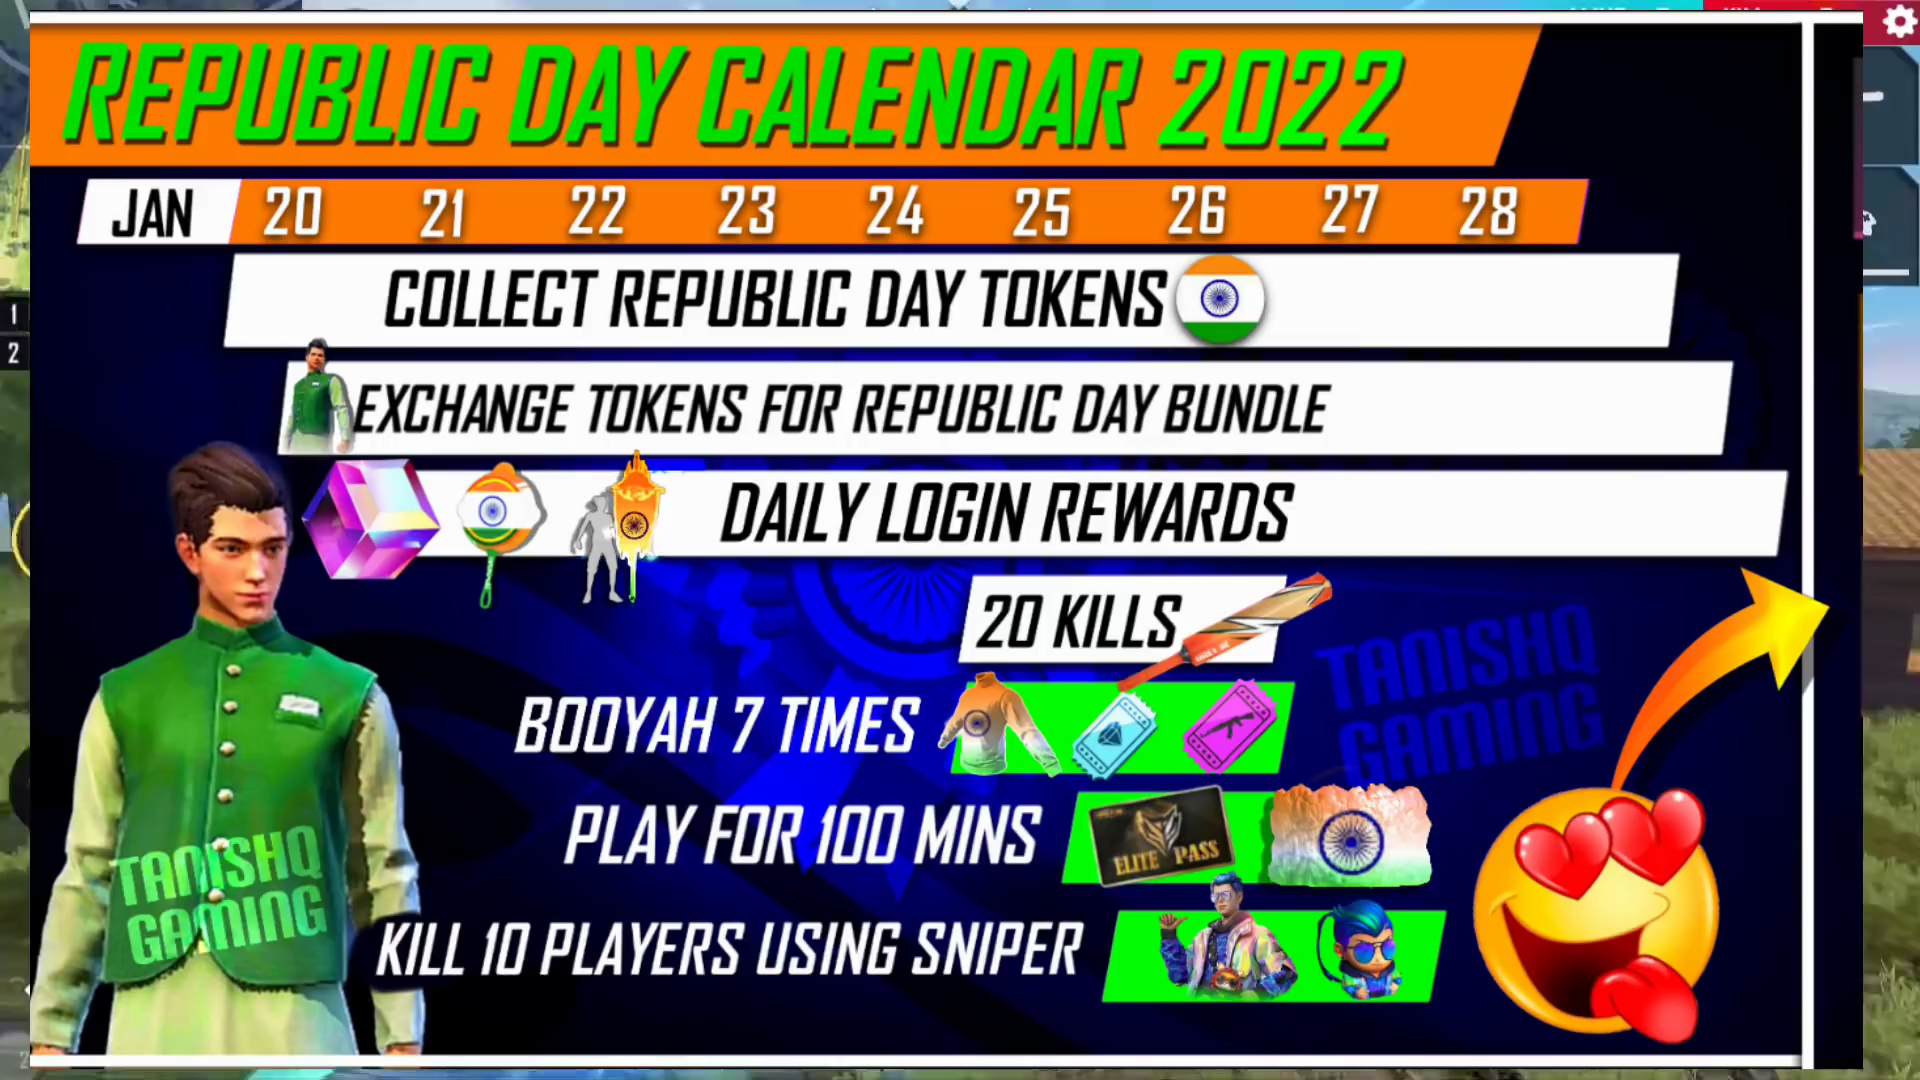 REPUBLIC DAY CALENDAR 2022
JAN 20 21 22 23 24 25 26 27 28
COLLECT REPUBLIC DAY TOKENS
EXCHANGE TOKENS FOR REPUBLIC DAY BUNDLE
DAILY LOGIN REWARDS
20 KILLS
BOOYAH 7 TIMES
PLAY FOR 100 MINS
ELITE PASS
KILL 10 PLAYERS USING SNIPER
TANISHQ
GAMING
TANISHQ
GAMING
1
2